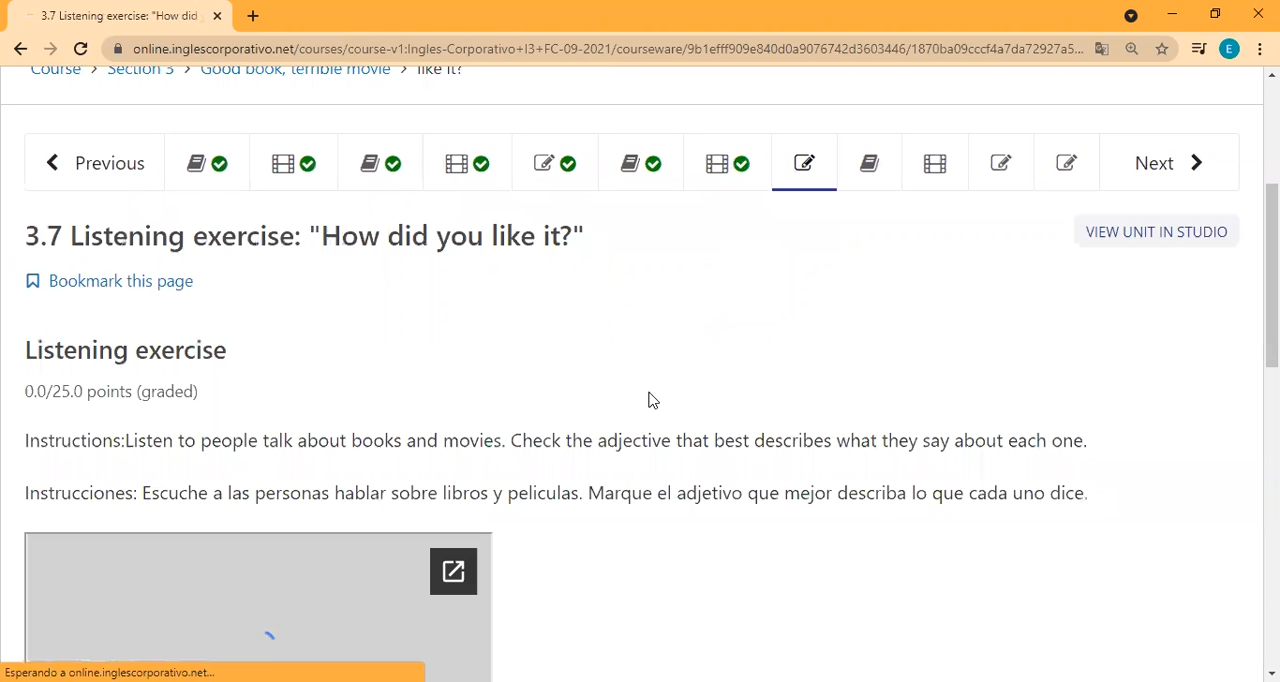 3.7 Listening exercise: "How did
online.inglescorporativo.net/courses/course-v1:Ingles-Corporativo+I3+FC-09-2021/courseware/9b1efff909e840d0a9076742d3603446/1870ba09cccf4a7da72927a5...
E
Course > Section 3 > Good book, terrible movie > like it?
Previous
Next
3.7 Listening exercise: "How did you like it?"
VIEW UNIT IN STUDIO
Bookmark this page
Listening exercise
0.0/25.0 points (graded)
Instructions:Listen to people talk about books and movies. Check the adjective that best describes what they say about each one.
Instrucciones: Escuche a las personas hablar sobre libros y peliculas. Marque el adjetivo que mejor describa lo que cada uno dice.
Esperando a online.inglescorporativo.net...